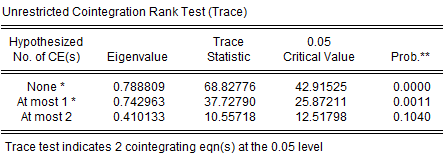 Unrestricted Cointegration Rank Test (Trace)
Hypothesized Trace 0.05
No. of CE(s) Eigenvalue Statistic Critical Value Prob.**
None * 0.788809 68.82776 42.91525 0.0000
At most 1 * 0.742963 37.72790 25.87211 0.0011
At most 2 0.410133 10.55718 12.51798 0.1040
Trace test indicates 2 cointegrating eqn(s) at the 0.05 level